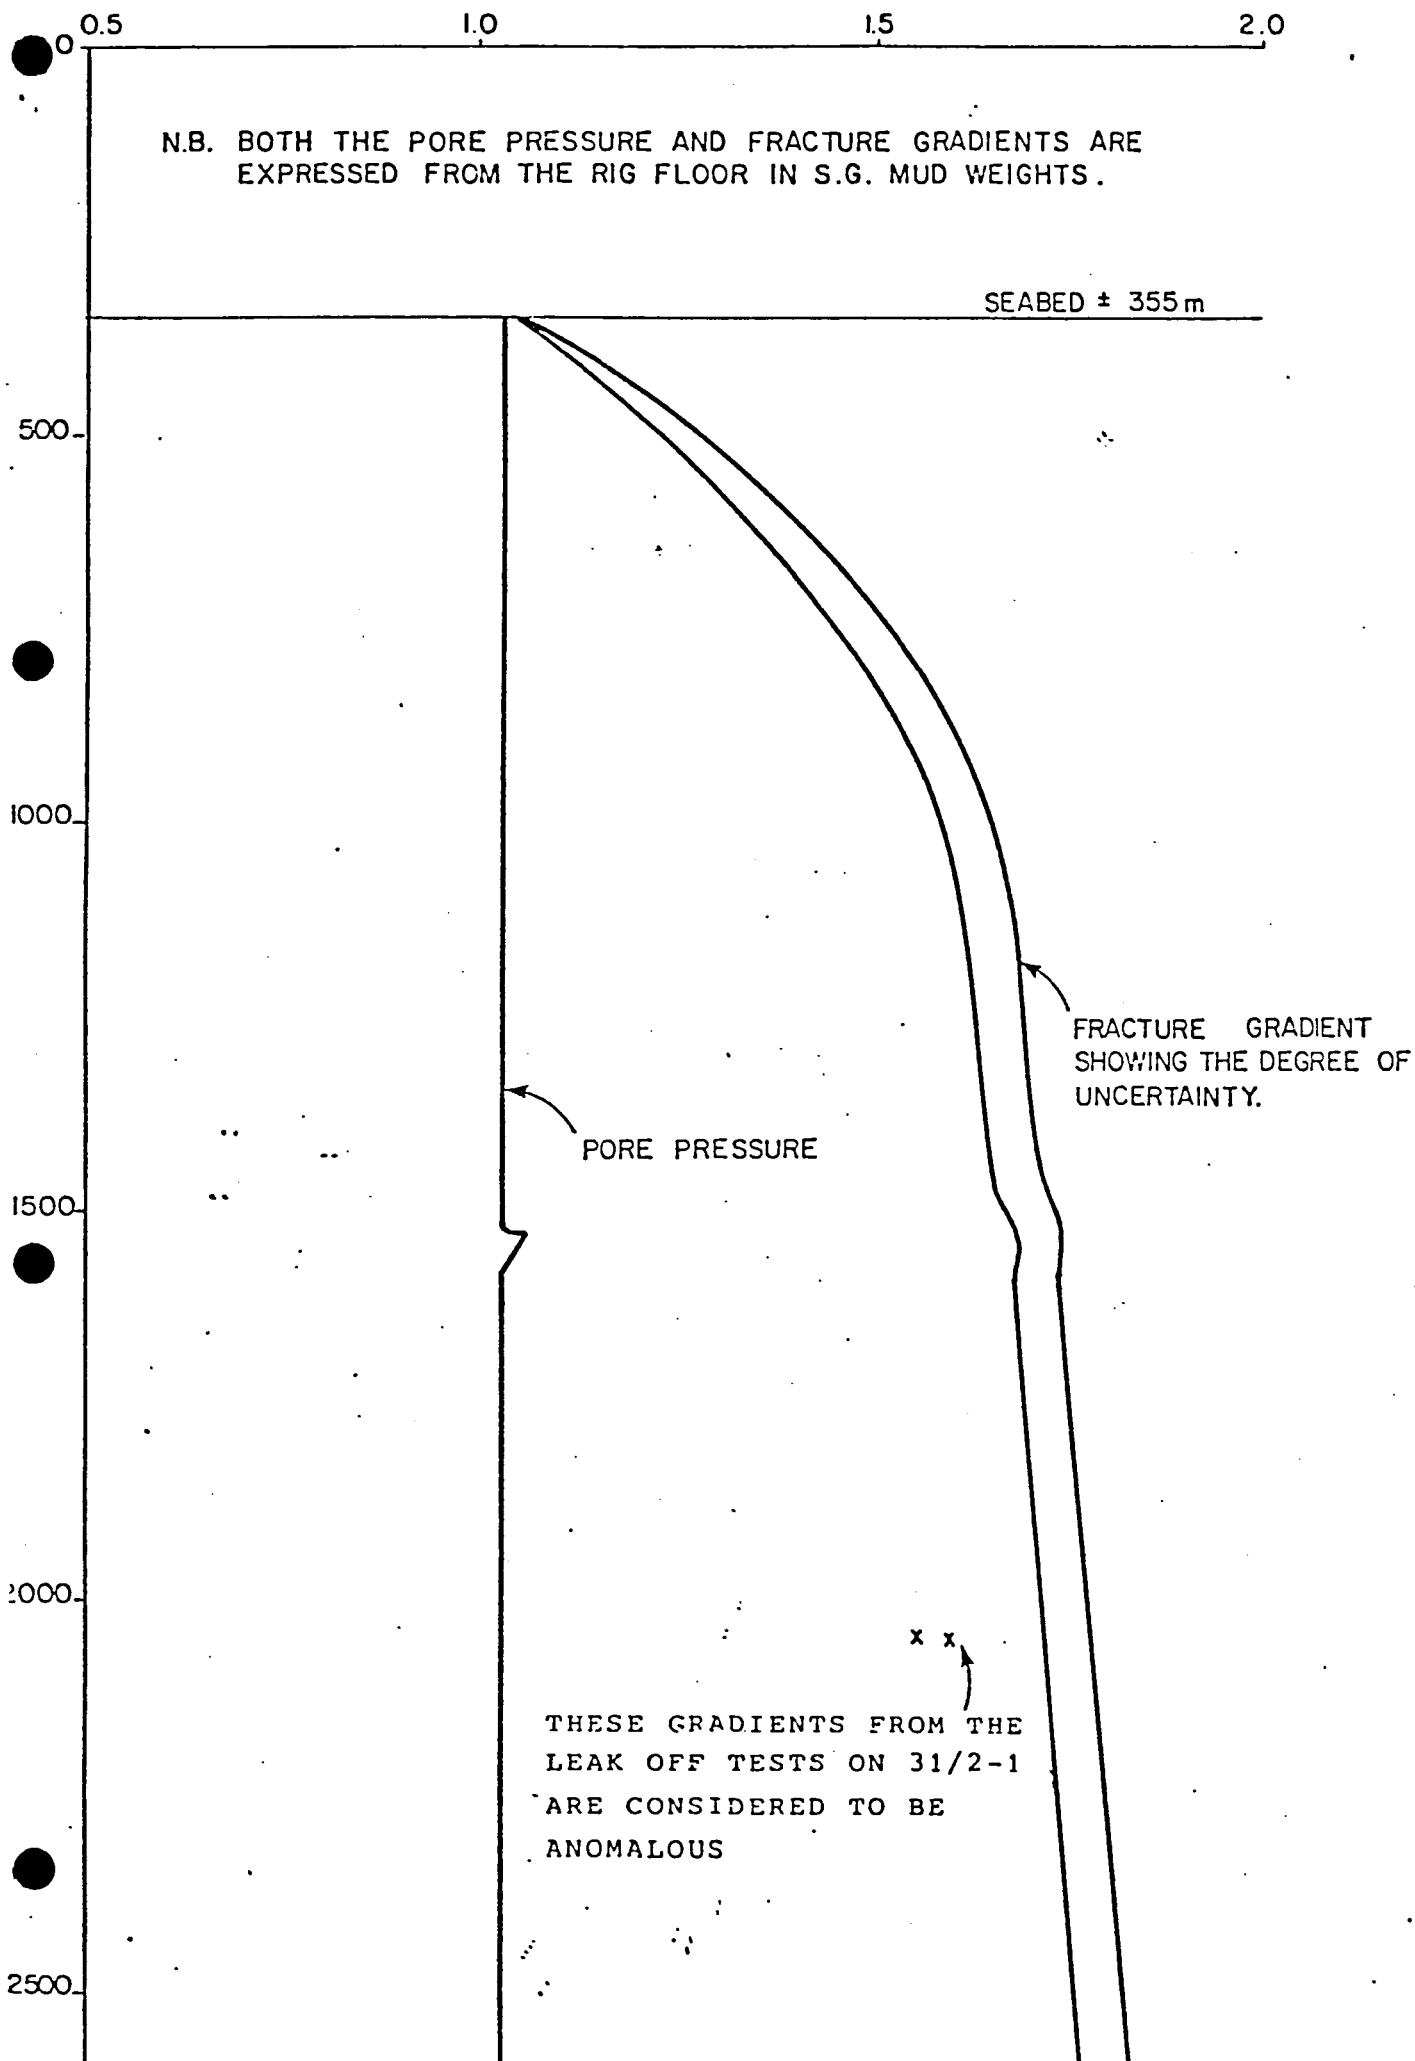 0.5 1.0 1.5 2.0
0
N.B. BOTH THE PORE PRESSURE AND FRACTURE GRADIENTS ARE
EXPRESSED FROM THE RIG FLOOR IN S.G. MUD WEIGHTS.
SEABED ± 355m
500
1000
FRACTURE GRADIENT
SHOWING THE DEGREE OF
UNCERTAINTY.
PORE PRESSURE
1500
2000
x x
THESE GRADIENTS FROM THE
LEAK OFF TESTS ON 31/2-1
ARE CONSIDERED TO BE
ANOMALOUS
2500